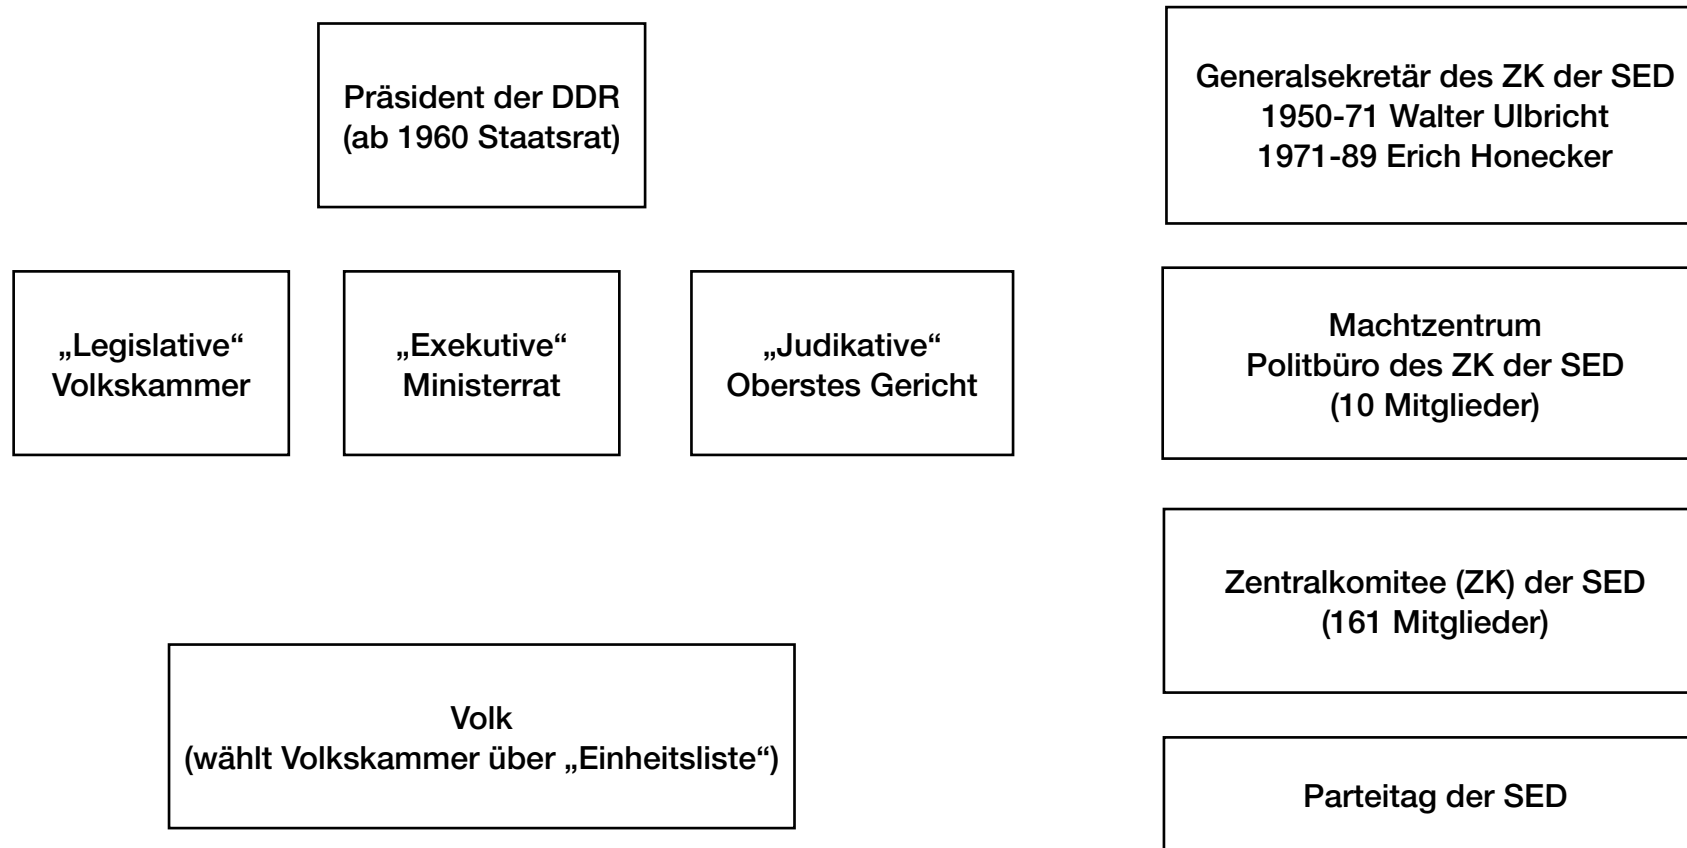 Präsident der DDR
(ab 1960 Staatsrat)
„Legislative“
Volkskammer
„Exekutive“
Ministerrat
„Judikative“
Oberstes Gericht
Volk
(wählt Volkskammer über „Einheitsliste“)
Generalsekretär des ZK der SED
1950-71 Walter Ulbricht
1971-89 Erich Honecker
Machtzentrum
Politbüro des ZK der SED
(10 Mitglieder)
Zentralkomitee (ZK) der SED
(161 Mitglieder)
Parteitag der SED